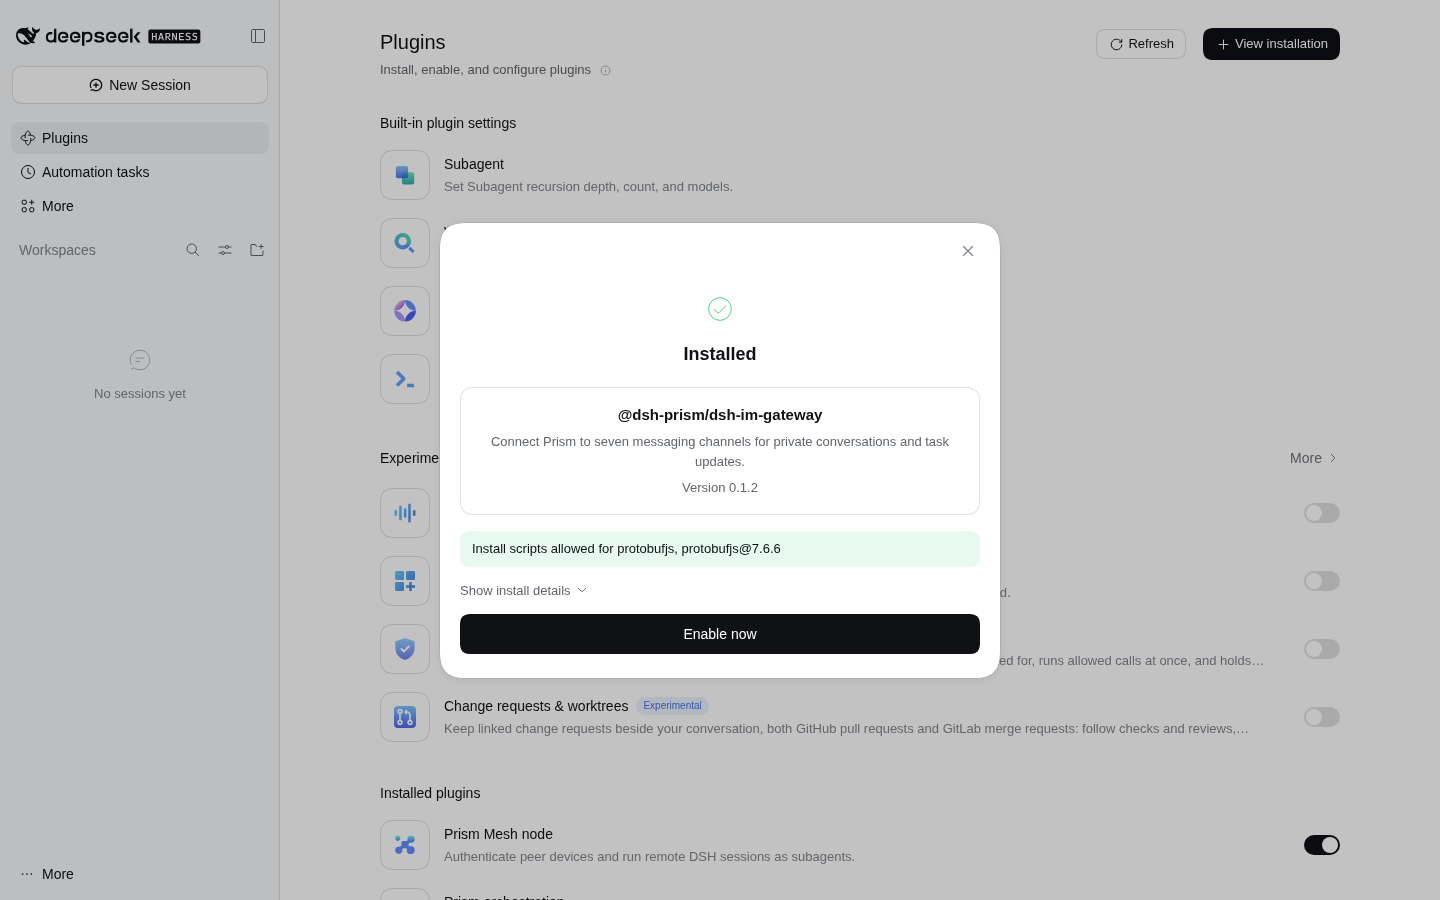 deepseek HARNESS
New Session
Plugins
Automation tasks
More
Workspaces
No sessions yet
More
Plugins
Install, enable, and configure plugins
Refresh
View installation
Built-in plugin settings
Subagent
Set Subagent recursion depth, count, and models.
Installed
@dsh-prism/dsh-im-gateway
Connect Prism to seven messaging channels for private conversations and task
updates.
Version 0.1.2
Install scripts allowed for protobufjs, protobufjs@7.6.6
Show install details
Enable now
Experime
More
d.
ed for, runs allowed calls at once, and holds…
Change requests & worktrees Experimental
Keep linked change requests beside your conversation, both GitHub pull requests and GitLab merge requests: follow checks and reviews,…
Installed plugins
Prism Mesh node
Authenticate peer devices and run remote DSH sessions as subagents.
Prism orchestration